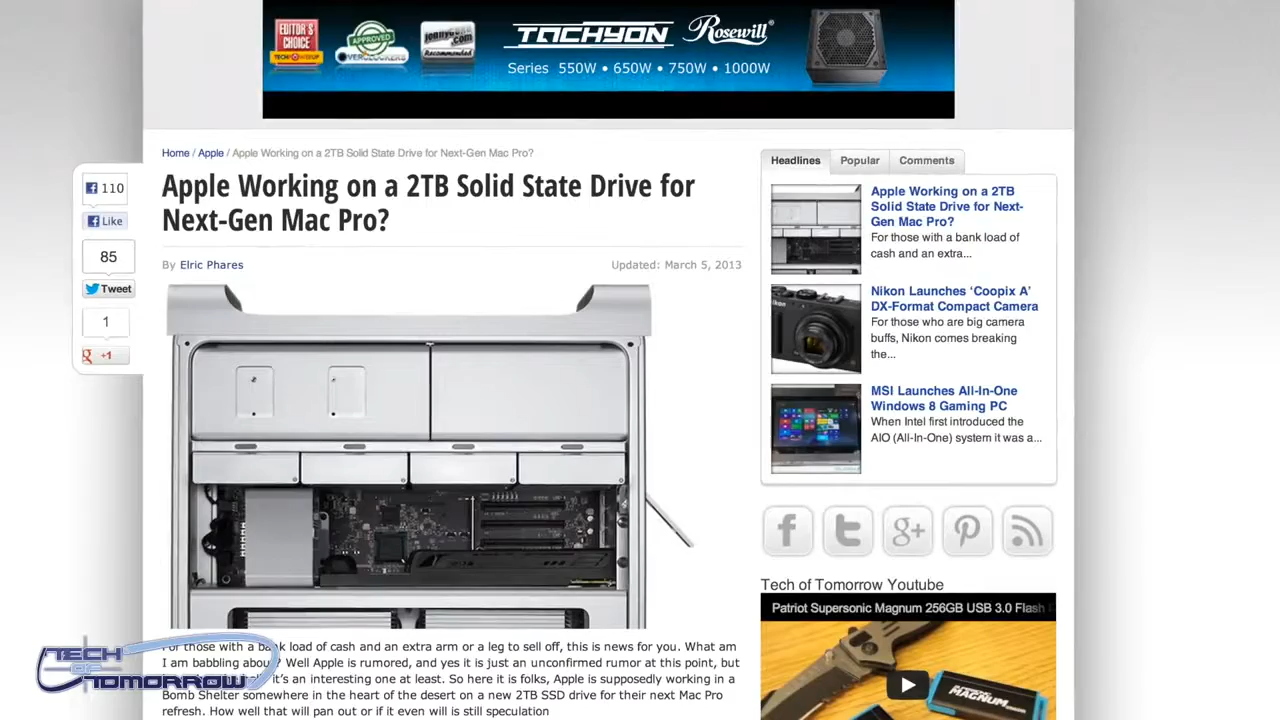 EDITOR'S CHOICE
TECHPOWERUP
APPROVED
OVERCLOCKERS
Recommended
TACHYON Rosewill®
Series 550W • 650W • 750W • 1000W
Home / Apple / Apple Working on a 2TB Solid State Drive for Next-Gen Mac Pro?
Apple Working on a 2TB Solid State Drive for
Next-Gen Mac Pro?
By Elric Phares
Updated: March 5, 2013
110
Like
85
Tweet
1
+1
For those with a bank load of cash and an extra arm or a leg to sell off, this is news for you. What am
I am babbling about? Well Apple is rumored, and yes it is just an unconfirmed rumor at this point, but
it's an interesting one at least. So here it is folks, Apple is supposedly working in a
Bomb Shelter somewhere in the heart of the desert on a new 2TB SSD drive for their next Mac Pro
refresh. How well that will pan out or if it even will is still speculation
Headlines Popular Comments
Apple Working on a 2TB
Solid State Drive for Next-
Gen Mac Pro?
For those with a bank load of
cash and an extra...
Nikon Launches ‘Coopix A’
DX-Format Compact Camera
For those who are big camera
buffs, Nikon comes breaking
the...
MSI Launches All-In-One
Windows 8 Gaming PC
When Intel first introduced the
AIO (All-In-One) system it was a...
Tech of Tomorrow Youtube
Patriot Supersonic Magnum 256GB USB 3.0 Flash
MAGNUM
TECH
OF
TOMORROW